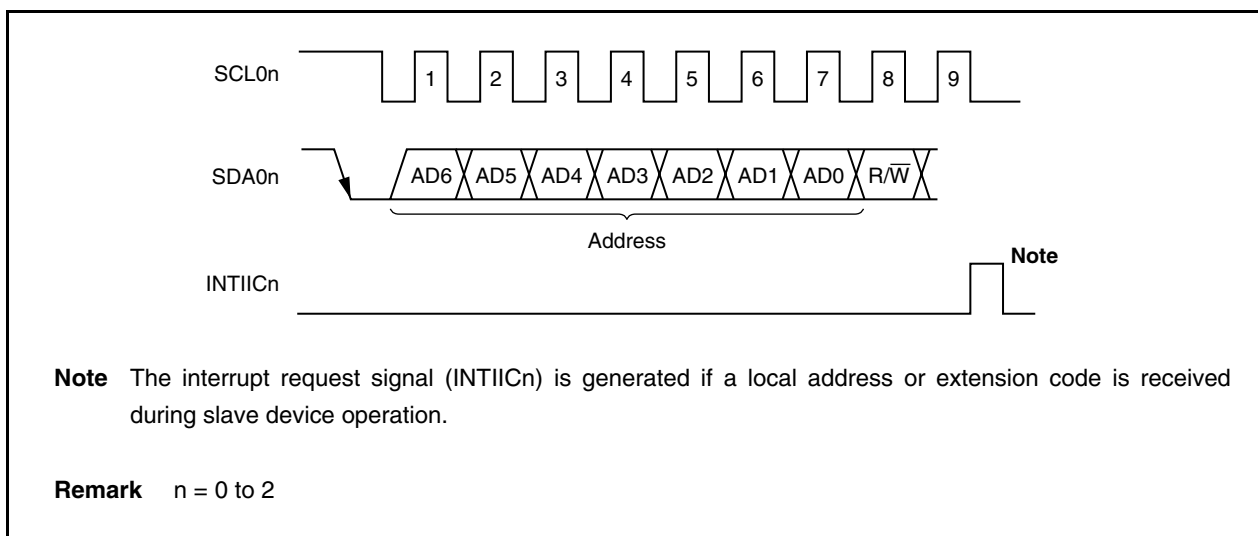 SCL0n 1 2 3 4 5 6 7 8 9
SDA0n AD6 AD5 AD4 AD3 AD2 AD1 AD0 R/W̅
Address
Note
INTIICn
Note The interrupt request signal (INTIICn) is generated if a local address or extension code is received
during slave device operation.
Remark n = 0 to 2